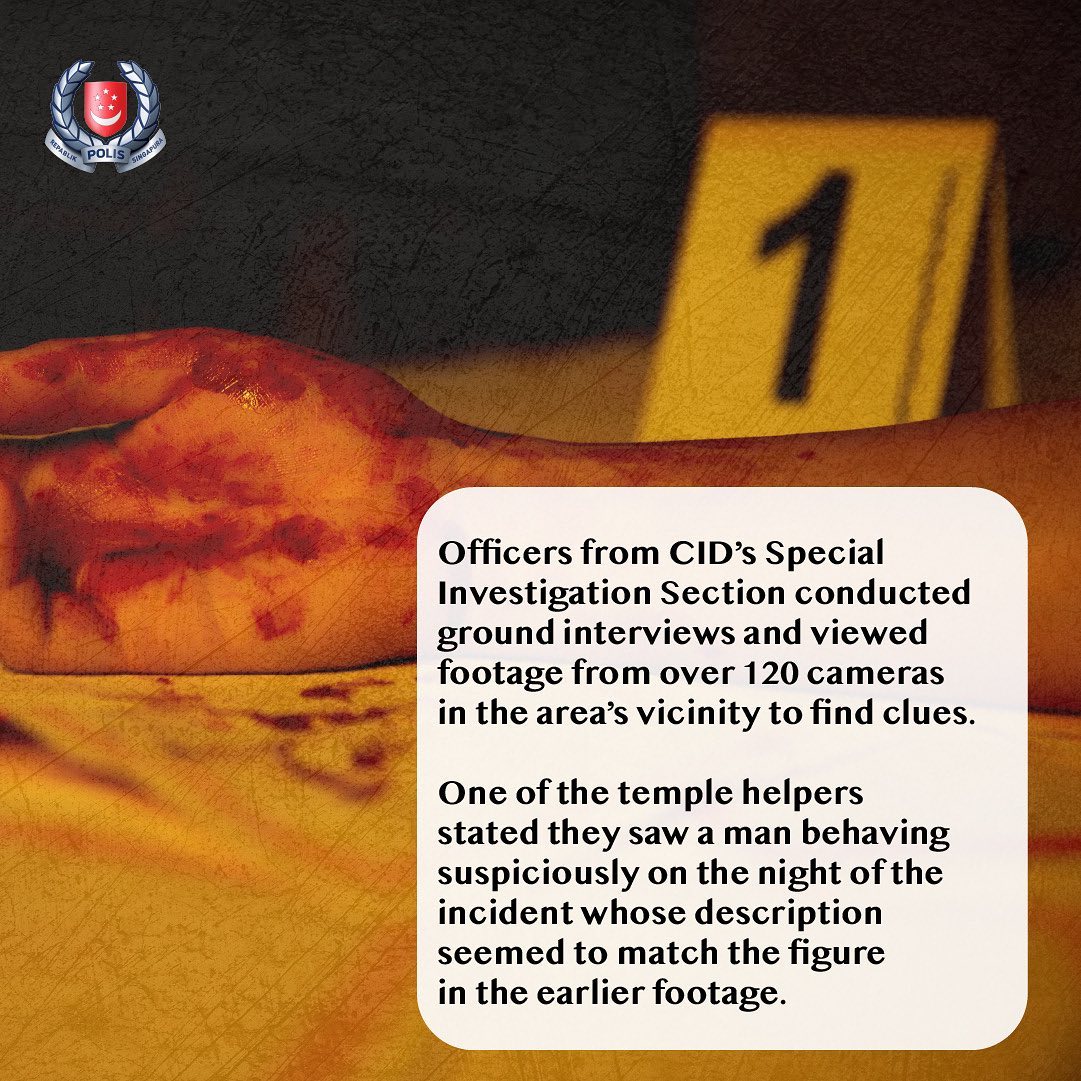 REPABLIK POLIS SINGAPURA
1
Officers from CID’s Special
Investigation Section conducted
ground interviews and viewed
footage from over 120 cameras
in the area’s vicinity to find clues.
One of the temple helpers
stated they saw a man behaving
suspiciously on the night of the
incident whose description
seemed to match the figure
in the earlier footage.